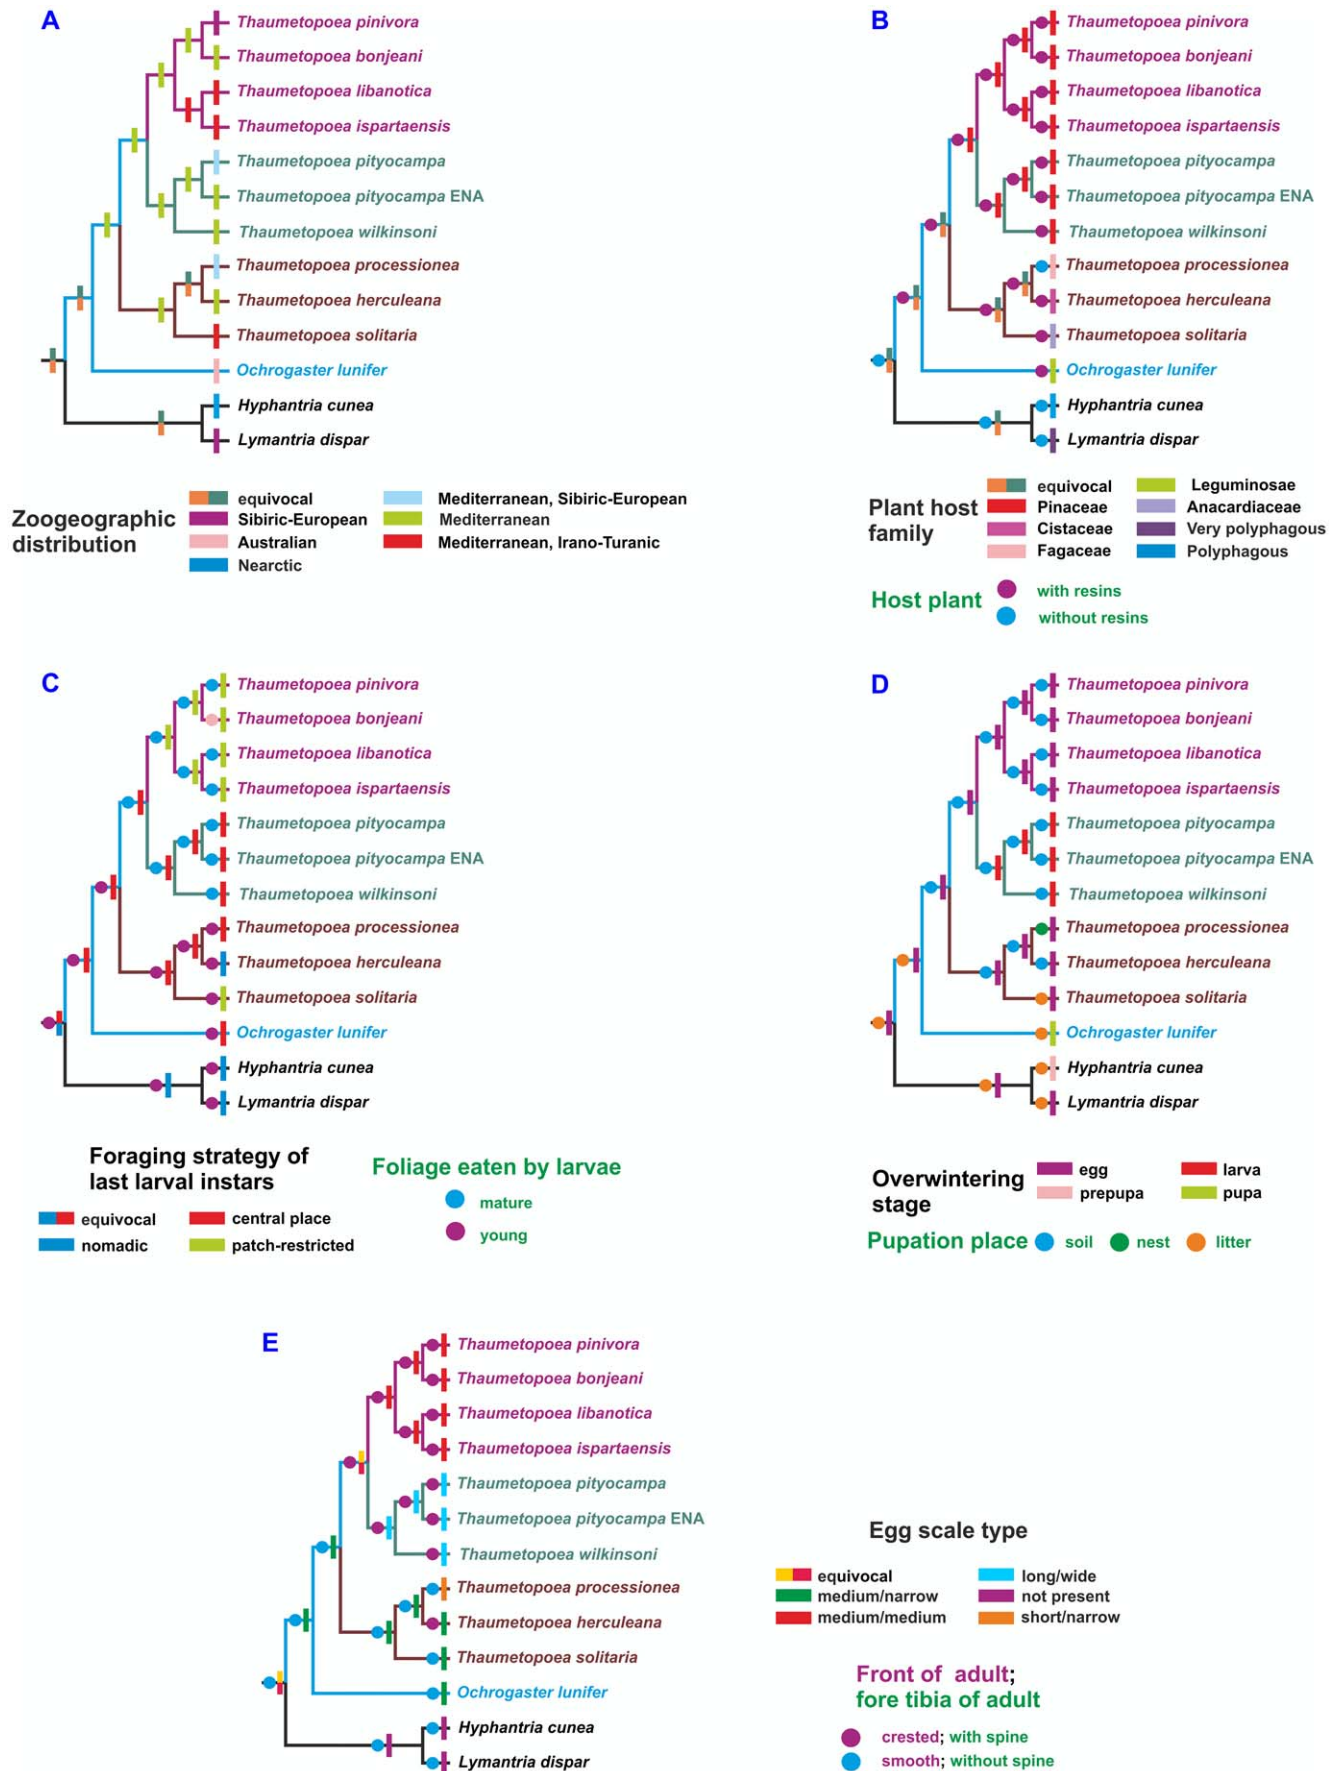 A
Thaumetopoea pinivora
Thaumetopoea bonjeani
Thaumetopoea libanotica
Thaumetopoea ispartaensis
Thaumetopoea pityocampa
Thaumetopoea pityocampa ENA
Thaumetopoea wilkinsoni
Thaumetopoea processionea
Thaumetopoea herculeana
Thaumetopoea solitaria
Ochrogaster lunifer
Hyphantria cunea
Lymantria dispar
Zoogeographic
distribution
equivocal
Sibiric-European
Australian
Nearctic
Mediterranean, Sibiric-European
Mediterranean
Mediterranean, Irano-Turanic
B
Thaumetopoea pinivora
Thaumetopoea bonjeani
Thaumetopoea libanotica
Thaumetopoea ispartaensis
Thaumetopoea pityocampa
Thaumetopoea pityocampa ENA
Thaumetopoea wilkinsoni
Thaumetopoea processionea
Thaumetopoea herculeana
Thaumetopoea solitaria
Ochrogaster lunifer
Hyphantria cunea
Lymantria dispar
Plant host
family
equivocal
Pinaceae
Cistaceae
Fagaceae
Leguminosae
Anacardiaceae
Very polyphagous
Polyphagous
Host plant
with resins
without resins
C
Thaumetopoea pinivora
Thaumetopoea bonjeani
Thaumetopoea libanotica
Thaumetopoea ispartaensis
Thaumetopoea pityocampa
Thaumetopoea pityocampa ENA
Thaumetopoea wilkinsoni
Thaumetopoea processionea
Thaumetopoea herculeana
Thaumetopoea solitaria
Ochrogaster lunifer
Hyphantria cunea
Lymantria dispar
Foraging strategy of
last larval instars
equivocal
nomadic
central place
patch-restricted
Foliage eaten by larvae
mature
young
D
Thaumetopoea pinivora
Thaumetopoea bonjeani
Thaumetopoea libanotica
Thaumetopoea ispartaensis
Thaumetopoea pityocampa
Thaumetopoea pityocampa ENA
Thaumetopoea wilkinsoni
Thaumetopoea processionea
Thaumetopoea herculeana
Thaumetopoea solitaria
Ochrogaster lunifer
Hyphantria cunea
Lymantria dispar
Overwintering
stage
egg
prepupa
larva
pupa
Pupation place
soil
nest
litter
E
Thaumetopoea pinivora
Thaumetopoea bonjeani
Thaumetopoea libanotica
Thaumetopoea ispartaensis
Thaumetopoea pityocampa
Thaumetopoea pityocampa ENA
Thaumetopoea wilkinsoni
Thaumetopoea processionea
Thaumetopoea herculeana
Thaumetopoea solitaria
Ochrogaster lunifer
Hyphantria cunea
Lymantria dispar
Egg scale type
equivocal
medium/narrow
medium/medium
long/wide
not present
short/narrow
Front of adult;
fore tibia of adult
crested; with spine
smooth; without spine